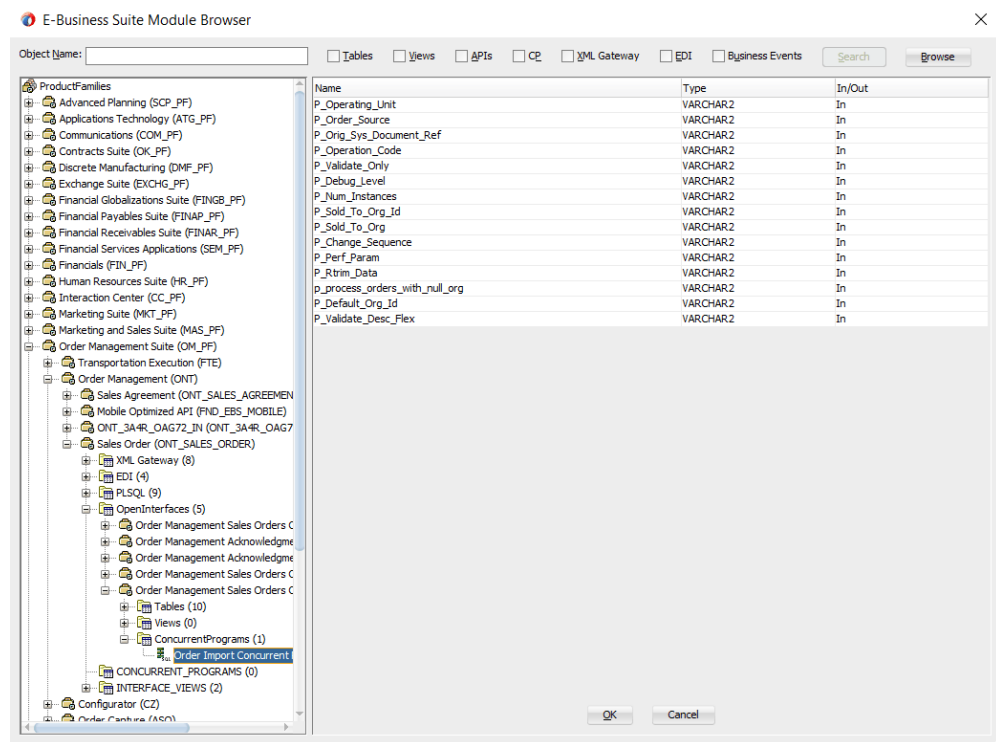 E-Business Suite Module Browser
Object Name: Tables Views APIs CP XML Gateway EDI Business Events Search Browse
ProductFamilies
Advanced Planning (SCP_PF)
Applications Technology (ATG_PF)
Communications (COM_PF)
Contracts Suite (OK_PF)
Discrete Manufacturing (DMF_PF)
Exchange Suite (EXCHG_PF)
Financial Globalizations Suite (FINGB_PF)
Financial Payables Suite (FINAP_PF)
Financial Receivables Suite (FINAR_PF)
Financial Services Applications (SEM_PF)
Financials (FIN_PF)
Human Resources Suite (HR_PF)
Interaction Center (CC_PF)
Marketing Suite (MKT_PF)
Marketing and Sales Suite (MAS_PF)
Order Management Suite (OM_PF)
Transportation Execution (FTE)
Order Management (ONT)
Sales Agreement (ONT_SALES_AGREEMEN
Mobile Optimized API (FND_EBS_MOBILE)
ONT_3A4R_OAG72_IN (ONT_3A4R_OAG7
Sales Order (ONT_SALES_ORDER)
XML Gateway (8)
EDI (4)
PLSQL (9)
OpenInterfaces (5)
Order Management Sales Orders O
Order Management Acknowledgme
Order Management Acknowledgme
Order Management Sales Orders O
Order Management Sales Orders O
Tables (10)
Views (0)
ConcurrentPrograms (1)
Order Import Concurrent
CONCURRENT_PROGRAMS (0)
INTERFACE_VIEWS (2)
Configurator (CZ)
Order Capture (ASO)
Name Type In/Out
P_Operating_Unit VARCHAR2 In
P_Order_Source VARCHAR2 In
P_Orig_Sys_Document_Ref VARCHAR2 In
P_Operation_Code VARCHAR2 In
P_Validate_Only VARCHAR2 In
P_Debug_Level VARCHAR2 In
P_Num_Instances VARCHAR2 In
P_Sold_To_Org_Id VARCHAR2 In
P_Sold_To_Org VARCHAR2 In
P_Change_Sequence VARCHAR2 In
P_Perf_Param VARCHAR2 In
P_Rtrim_Data VARCHAR2 In
p_process_orders_with_null_org VARCHAR2 In
P_Default_Org_Id VARCHAR2 In
P_Validate_Desc_Flex VARCHAR2 In
OK Cancel